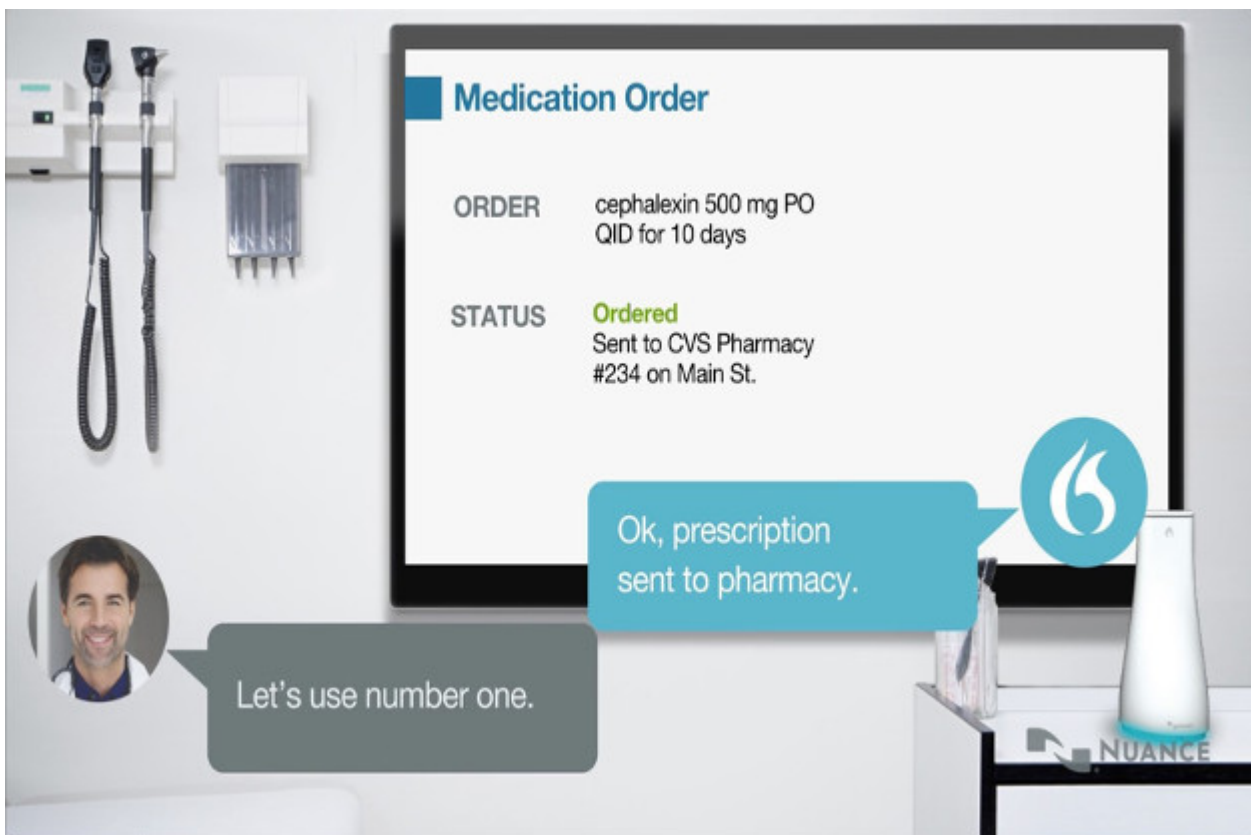 Medication Order
ORDER
cephalexin 500 mg PO
QID for 10 days
STATUS
Ordered
Sent to CVS Pharmacy
#234 on Main St.
Ok, prescription
sent to pharmacy.
Let's use number one.
NUANCE